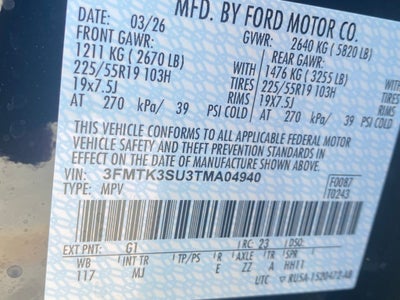 MFD. BY FORD MOTOR CO.
DATE: 03/26 GVWR: 2640 KG ( 5820 LB)
FRONT GAWR: REAR GAWR:
1211 KG ( 2670 LB) 1476 KG ( 3255 LB)
225/55R19 103H TIRES 225/55R19 103H TIRES
19x7.5J RIMS 19x7.5J RIMS
AT 270 kPa/ 39 PSI COLD AT 270 kPa/ 39 PSI COLD
THIS VEHICLE CONFORMS TO ALL APPLICABLE FEDERAL MOTOR
VEHICLE SAFETY AND THEFT PREVENTION STANDARDS IN
EFFECT ON THE DATE OF MANUFACTURE SHOWN ABOVE.
VIN: 3FMTK3SU3TMA04940 F0087
TYPE: MPV T0243
EXT PNT: G1 RC: 23 DSO:
WB INT TR TP/PS R AXLE TR SPR
117 MJ E ZZ A HHTT
UTC